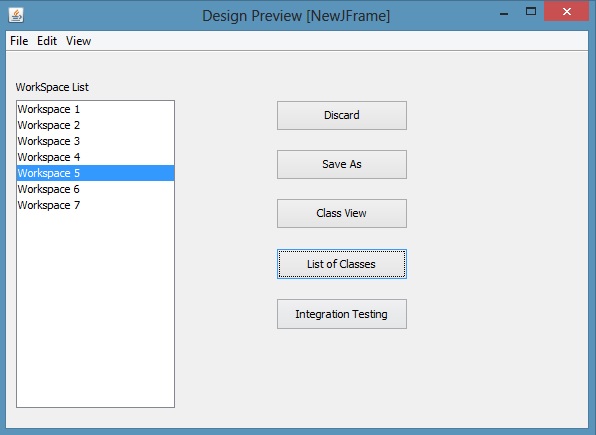 Design Preview [NewJFrame]
File Edit View
WorkSpace List
Workspace 1
Workspace 2
Workspace 3
Workspace 4
Workspace 5
Workspace 6
Workspace 7
Discard
Save As
Class View
List of Classes
Integration Testing